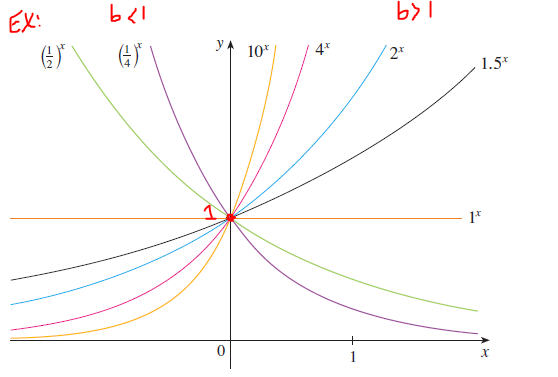 EX: b<1 b>1
(1/2)^x (1/4)^x y 10^x 4^x 2^x
1.5^x
1 1^x
0 1 x